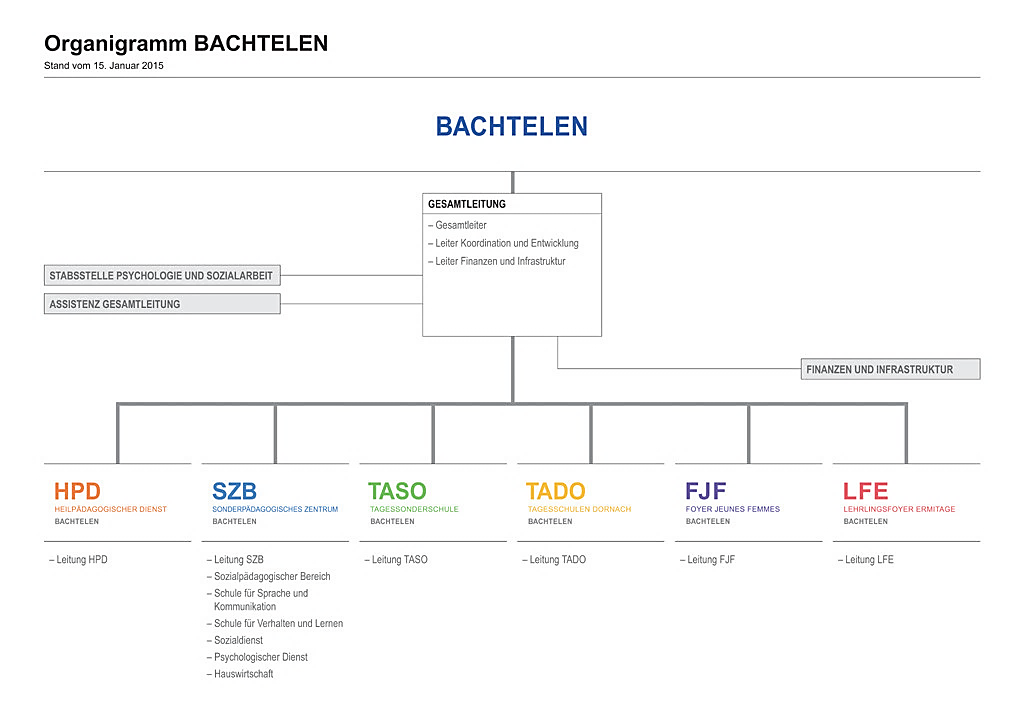 Organigramm BACHTELEN
Stand vom 15. Januar 2015
BACHTELEN
GESAMTLEITUNG
– Gesamtleiter
– Leiter Koordination und Entwicklung
– Leiter Finanzen und Infrastruktur
STABSSTELLE PSYCHOLOGIE UND SOZIALARBEIT
ASSISTENZ GESAMTLEITUNG
FINANZEN UND INFRASTRUKTUR
HPD
HEILPÄDAGOGISCHER DIENST
BACHTELEN
– Leitung HPD
SZB
SONDERPÄDAGOGISCHES ZENTRUM
BACHTELEN
– Leitung SZB
– Sozialpädagogischer Bereich
– Schule für Sprache und
Kommunikation
– Schule für Verhalten und Lernen
– Sozialdienst
– Psychologischer Dienst
– Hauswirtschaft
TASO
TAGESSONDERSCHULE
BACHTELEN
– Leitung TASO
TADO
TAGESSCHULEN DORNACH
BACHTELEN
– Leitung TADO
FJF
FOYER JEUNES FEMMES
BACHTELEN
– Leitung FJF
LFE
LEHRLINGSFOYER ERMITAGE
BACHTELEN
– Leitung LFE